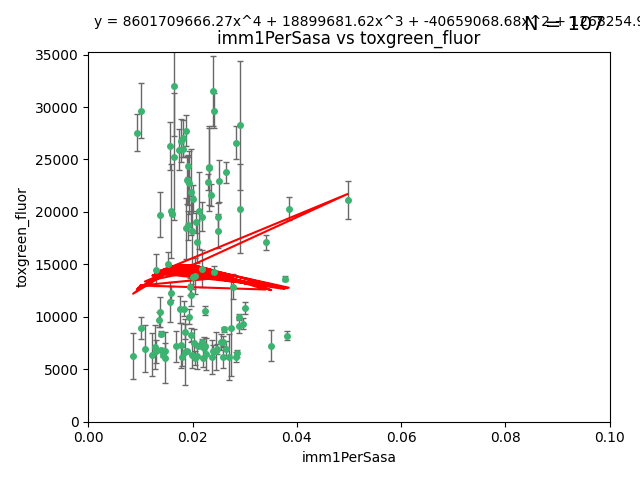 y = 8601709666.27x^4 + 18899681.62x^3 + -40659068.68x^2 +
N = 107
imm1PerSasa vs toxgreen_fluor
35000
30000
25000
20000
15000
10000
5000
0
toxgreen_fluor
0.00 0.02 0.04 0.06 0.08 0.10
imm1PerSasa